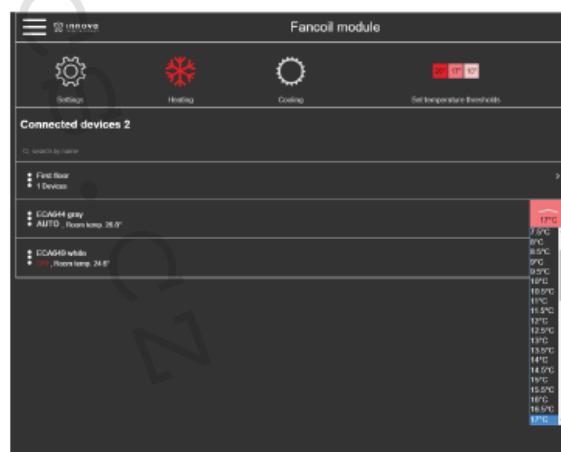 innova
Fancoil module
20° 17° 10°
Settings
Heating
Cooling
Set temperature thresholds
Connected devices 2
search by name
First floor
1 Devices
ECA644 gray
AUTO , Room temp. 26.8°
17°C
7.5°C
8°C
ECA649 white
, Room temp. 24.6°
8.5°C
9°C
9.5°C
10°C
10.5°C
11°C
11.5°C
12°C
12.5°C
13°C
13.5°C
14°C
14.5°C
15°C
15.5°C
16°C
16.5°C
17°C